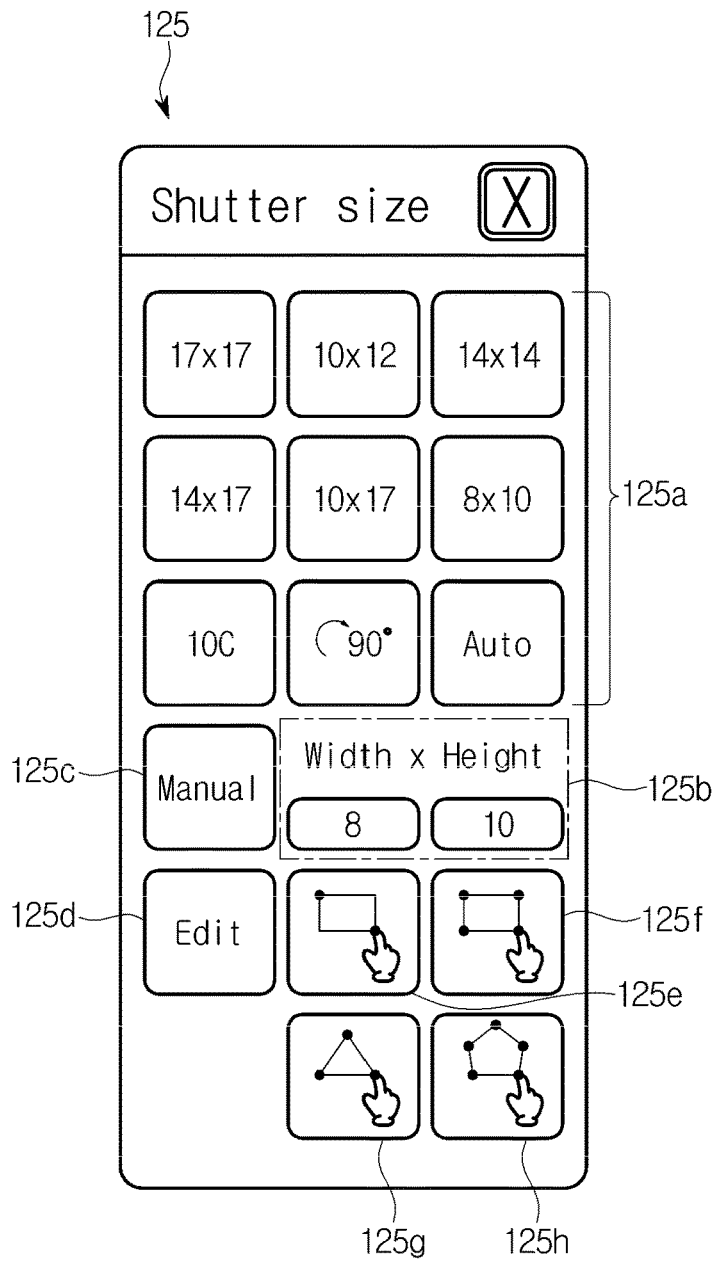 125
Shutter size X
17x17 10x12 14x14
14x17 10x17 8x10
125a
10C 90° Auto
125c
Manual
Width x Height
8 10
125b
125d
Edit
125f
125e
125g 125h